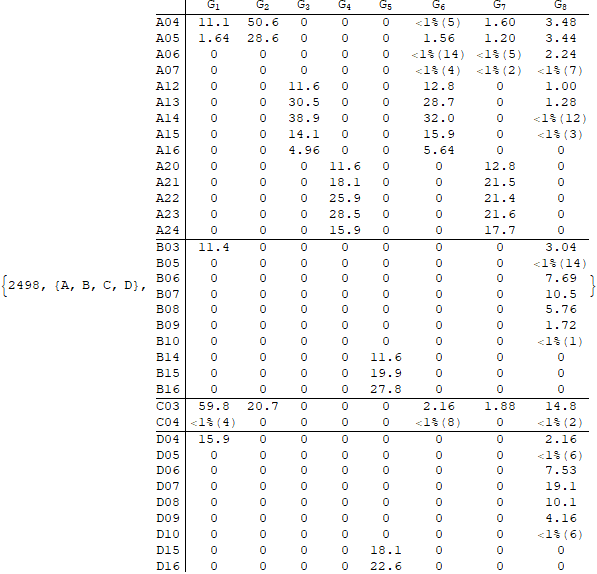 G1 G2 G3 G4 G5 G6 G7 G8
A04 11.1 50.6 0 0 0 <1%(5) 1.60 3.48
A05 1.64 28.6 0 0 0 1.56 1.20 3.44
A06 0 0 0 0 0 <1%(14) <1%(5) 2.24
A07 0 0 0 0 0 <1%(4) <1%(2) <1%(7)
A12 0 0 11.6 0 0 12.8 0 1.00
A13 0 0 30.5 0 0 28.7 0 1.28
A14 0 0 38.9 0 0 32.0 0 <1%(12)
A15 0 0 14.1 0 0 15.9 0 <1%(3)
A16 0 0 4.96 0 0 5.64 0 0
A20 0 0 0 11.6 0 0 12.8 0
A21 0 0 0 18.1 0 0 21.5 0
A22 0 0 0 25.9 0 0 21.4 0
A23 0 0 0 28.5 0 0 21.6 0
A24 0 0 0 15.9 0 0 17.7 0
B03 11.4 0 0 0 0 0 0 3.04
B05 0 0 0 0 0 0 0 <1%(14)
{2498, {A, B, C, D}, B06 0 0 0 0 0 0 0 7.69 }
B07 0 0 0 0 0 0 0 10.5
B08 0 0 0 0 0 0 0 5.76
B09 0 0 0 0 0 0 0 1.72
B10 0 0 0 0 0 0 0 <1%(1)
B14 0 0 0 0 11.6 0 0 0
B15 0 0 0 0 19.9 0 0 0
B16 0 0 0 0 27.8 0 0 0
C03 59.8 20.7 0 0 0 2.16 1.88 14.8
C04 <1%(4) 0 0 0 0 <1%(8) 0 <1%(2)
D04 15.9 0 0 0 0 0 0 2.16
D05 0 0 0 0 0 0 0 <1%(6)
D06 0 0 0 0 0 0 0 7.53
D07 0 0 0 0 0 0 0 19.1
D08 0 0 0 0 0 0 0 10.1
D09 0 0 0 0 0 0 0 4.16
D10 0 0 0 0 0 0 0 <1%(6)
D15 0 0 0 0 18.1 0 0 0
D16 0 0 0 0 22.6 0 0 0